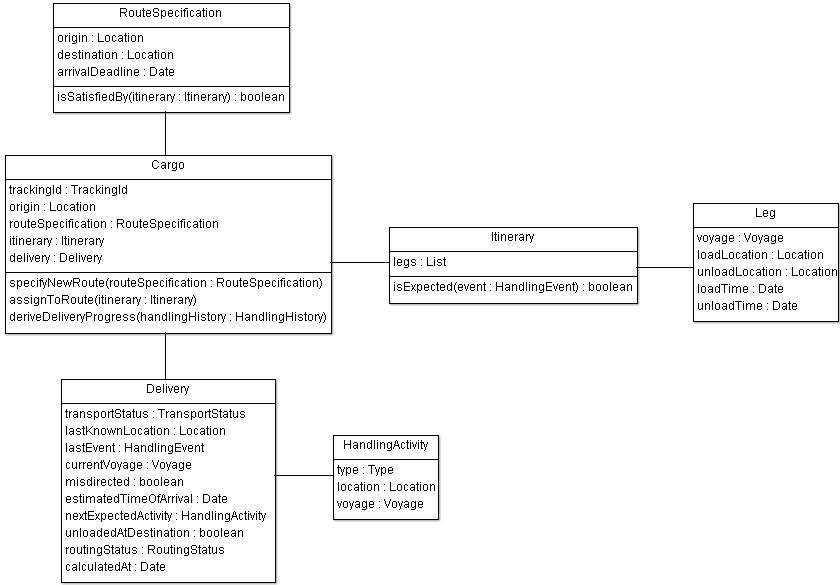 RouteSpecification
origin : Location
destination : Location
arrivalDeadline : Date
isSatisfiedBy(itinerary : Itinerary) : boolean
Cargo
trackingId : TrackingId
origin : Location
routeSpecification : RouteSpecification
itinerary : Itinerary
delivery : Delivery
specifyNewRoute(routeSpecification : RouteSpecification)
assignToRoute(itinerary : Itinerary)
deriveDeliveryProgress(handlingHistory : HandlingHistory)
Itinerary
legs : List
isExpected(event : HandlingEvent) : boolean
Leg
voyage : Voyage
loadLocation : Location
unloadLocation : Location
loadTime : Date
unloadTime : Date
Delivery
transportStatus : TransportStatus
lastKnownLocation : Location
lastEvent : HandlingEvent
currentVoyage : Voyage
misdirected : boolean
estimatedTimeOfArrival : Date
nextExpectedActivity : HandlingActivity
unloadedAtDestination : boolean
routingStatus : RoutingStatus
calculatedAt : Date
HandlingActivity
type : Type
location : Location
voyage : Voyage